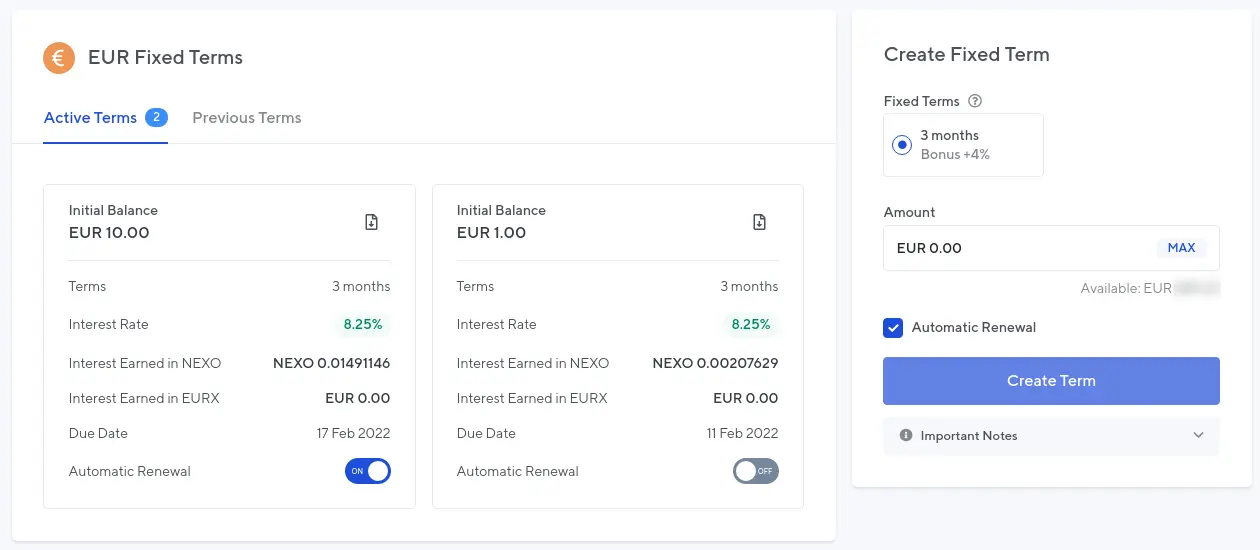 € EUR Fixed Terms
Active Terms 2 Previous Terms
Initial Balance
EUR 10.00
Terms 3 months
Interest Rate 8.25%
Interest Earned in NEXO NEXO 0.01491146
Interest Earned in EURX EUR 0.00
Due Date 17 Feb 2022
Automatic Renewal ON
Initial Balance
EUR 1.00
Terms 3 months
Interest Rate 8.25%
Interest Earned in NEXO NEXO 0.00207629
Interest Earned in EURX EUR 0.00
Due Date 11 Feb 2022
Automatic Renewal OFF
Create Fixed Term
Fixed Terms ?
3 months
Bonus +4%
Amount
EUR 0.00 MAX
Available: EUR
Automatic Renewal
Create Term
Important Notes